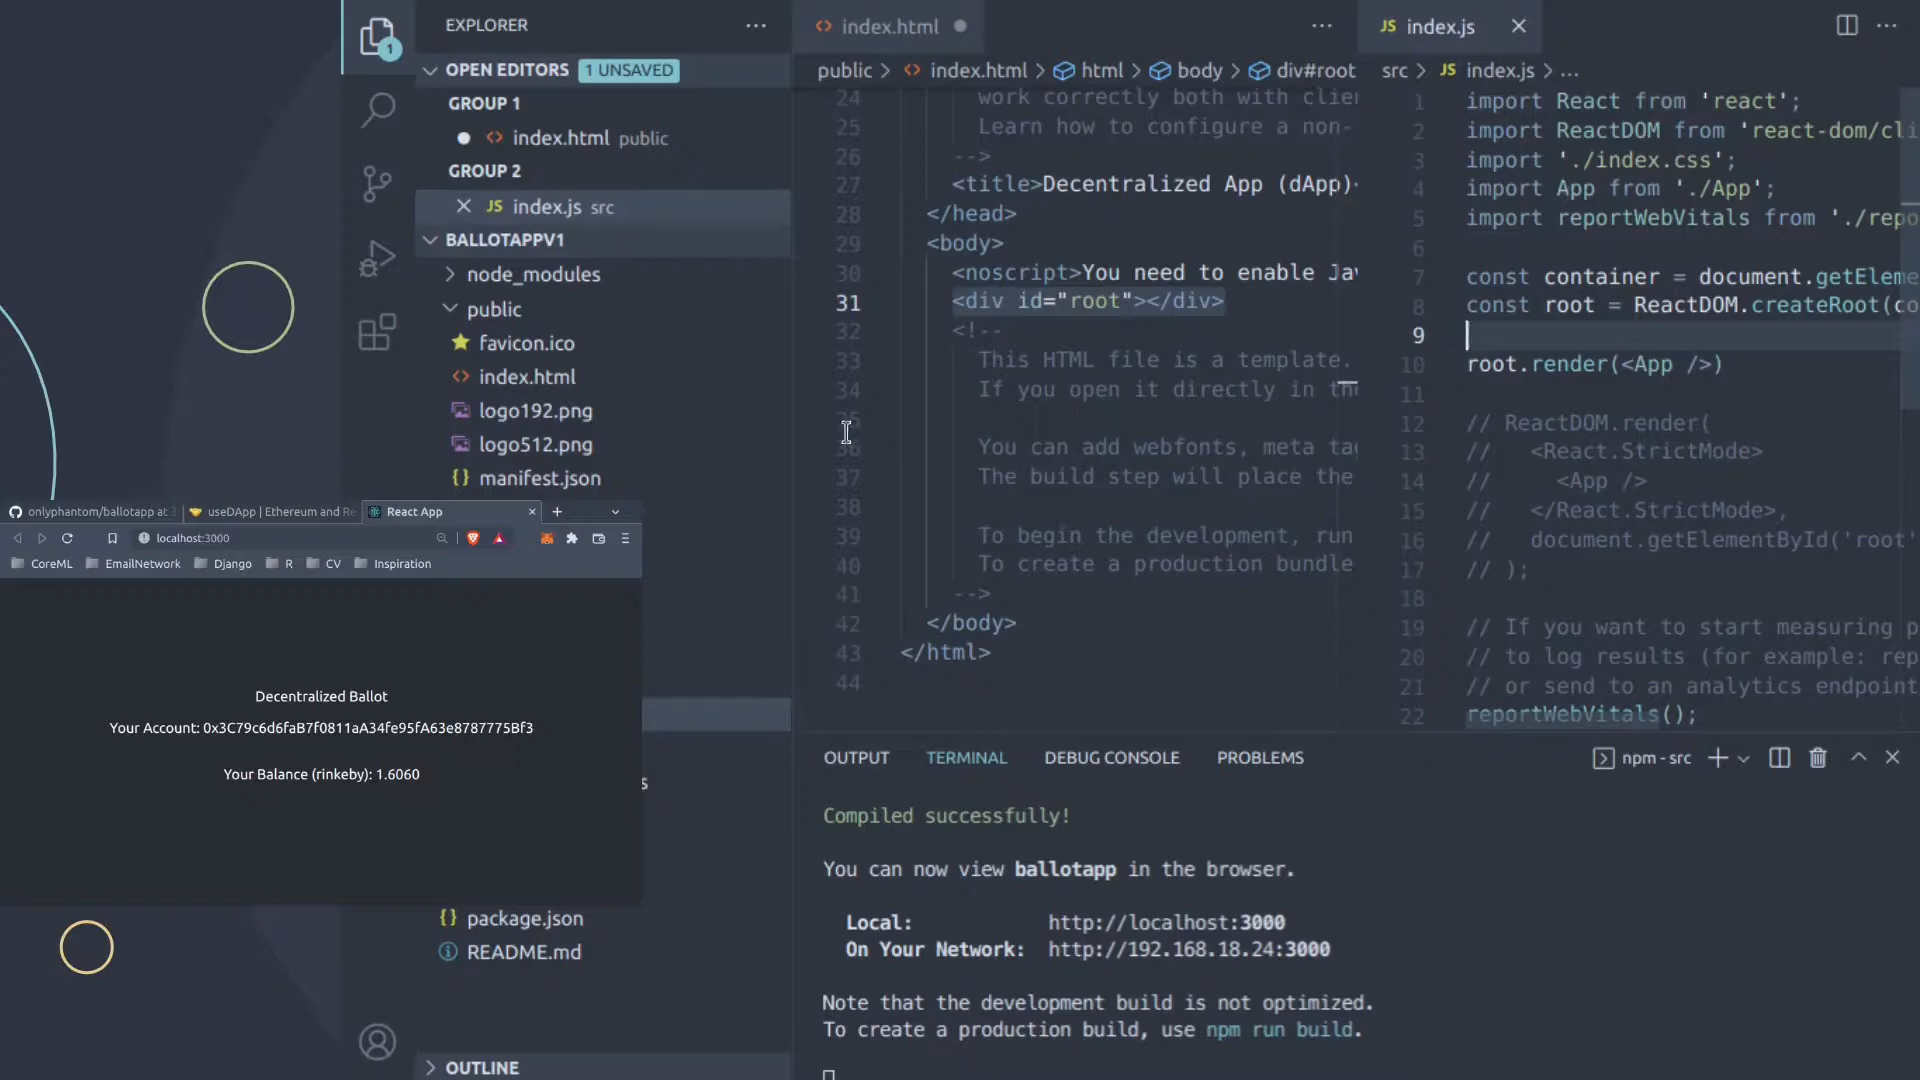 EXPLORER
OPEN EDITORS 1 UNSAVED
GROUP 1
index.html public
GROUP 2
index.js src
BALLOTAPPV1
node_modules
public
favicon.ico
index.html
logo192.png
logo512.png
manifest.json
package.json
README.md
OUTLINE
1
index.html
public > index.html > html > body > div#root
24 work correctly both with clie
25 Learn how to configure a non-
26 -->
27 <title>Decentralized App (dApp)
28 </head>
29 <body>
30 <noscript>You need to enable Ja
31 <div id="root"></div>
32 <!--
33 This HTML file is a template.
34 If you open it directly in th
35
36 You can add webfonts, meta ta
37 The build step will place the
38
39 To begin the development, run
40 To create a production bundle
41 -->
42 </body>
43 </html>
44
index.js
src > index.js > ...
1 import React from 'react';
2 import ReactDOM from 'react-dom/cli
3 import './index.css';
4 import App from './App';
5 import reportWebVitals from './repo
6
7 const container = document.getEleme
8 const root = ReactDOM.createRoot(co
9
10 root.render(<App />)
11
12 // ReactDOM.render(
13 // <React.StrictMode>
14 // <App />
15 // </React.StrictMode>,
16 // document.getElementById('root'
17 // );
18
19 // If you want to start measuring p
20 // to log results (for example: rep
21 // or send to an analytics endpoint
22 reportWebVitals();
OUTPUT TERMINAL DEBUG CONSOLE PROBLEMS npm - src
Compiled successfully!
You can now view ballotapp in the browser.
Local: http://localhost:3000
On Your Network: http://192.168.18.24:3000
Note that the development build is not optimized.
To create a production build, use npm run build.
onlyphantom/ballotapp at 3 useDApp | Ethereum and Re React App
localhost:3000
CoreML EmailNetwork Django R CV Inspiration
Decentralized Ballot
Your Account: 0x3C79c6d6faB7f0811aA34fe95fA63e8787775Bf3
Your Balance (rinkeby): 1.6060